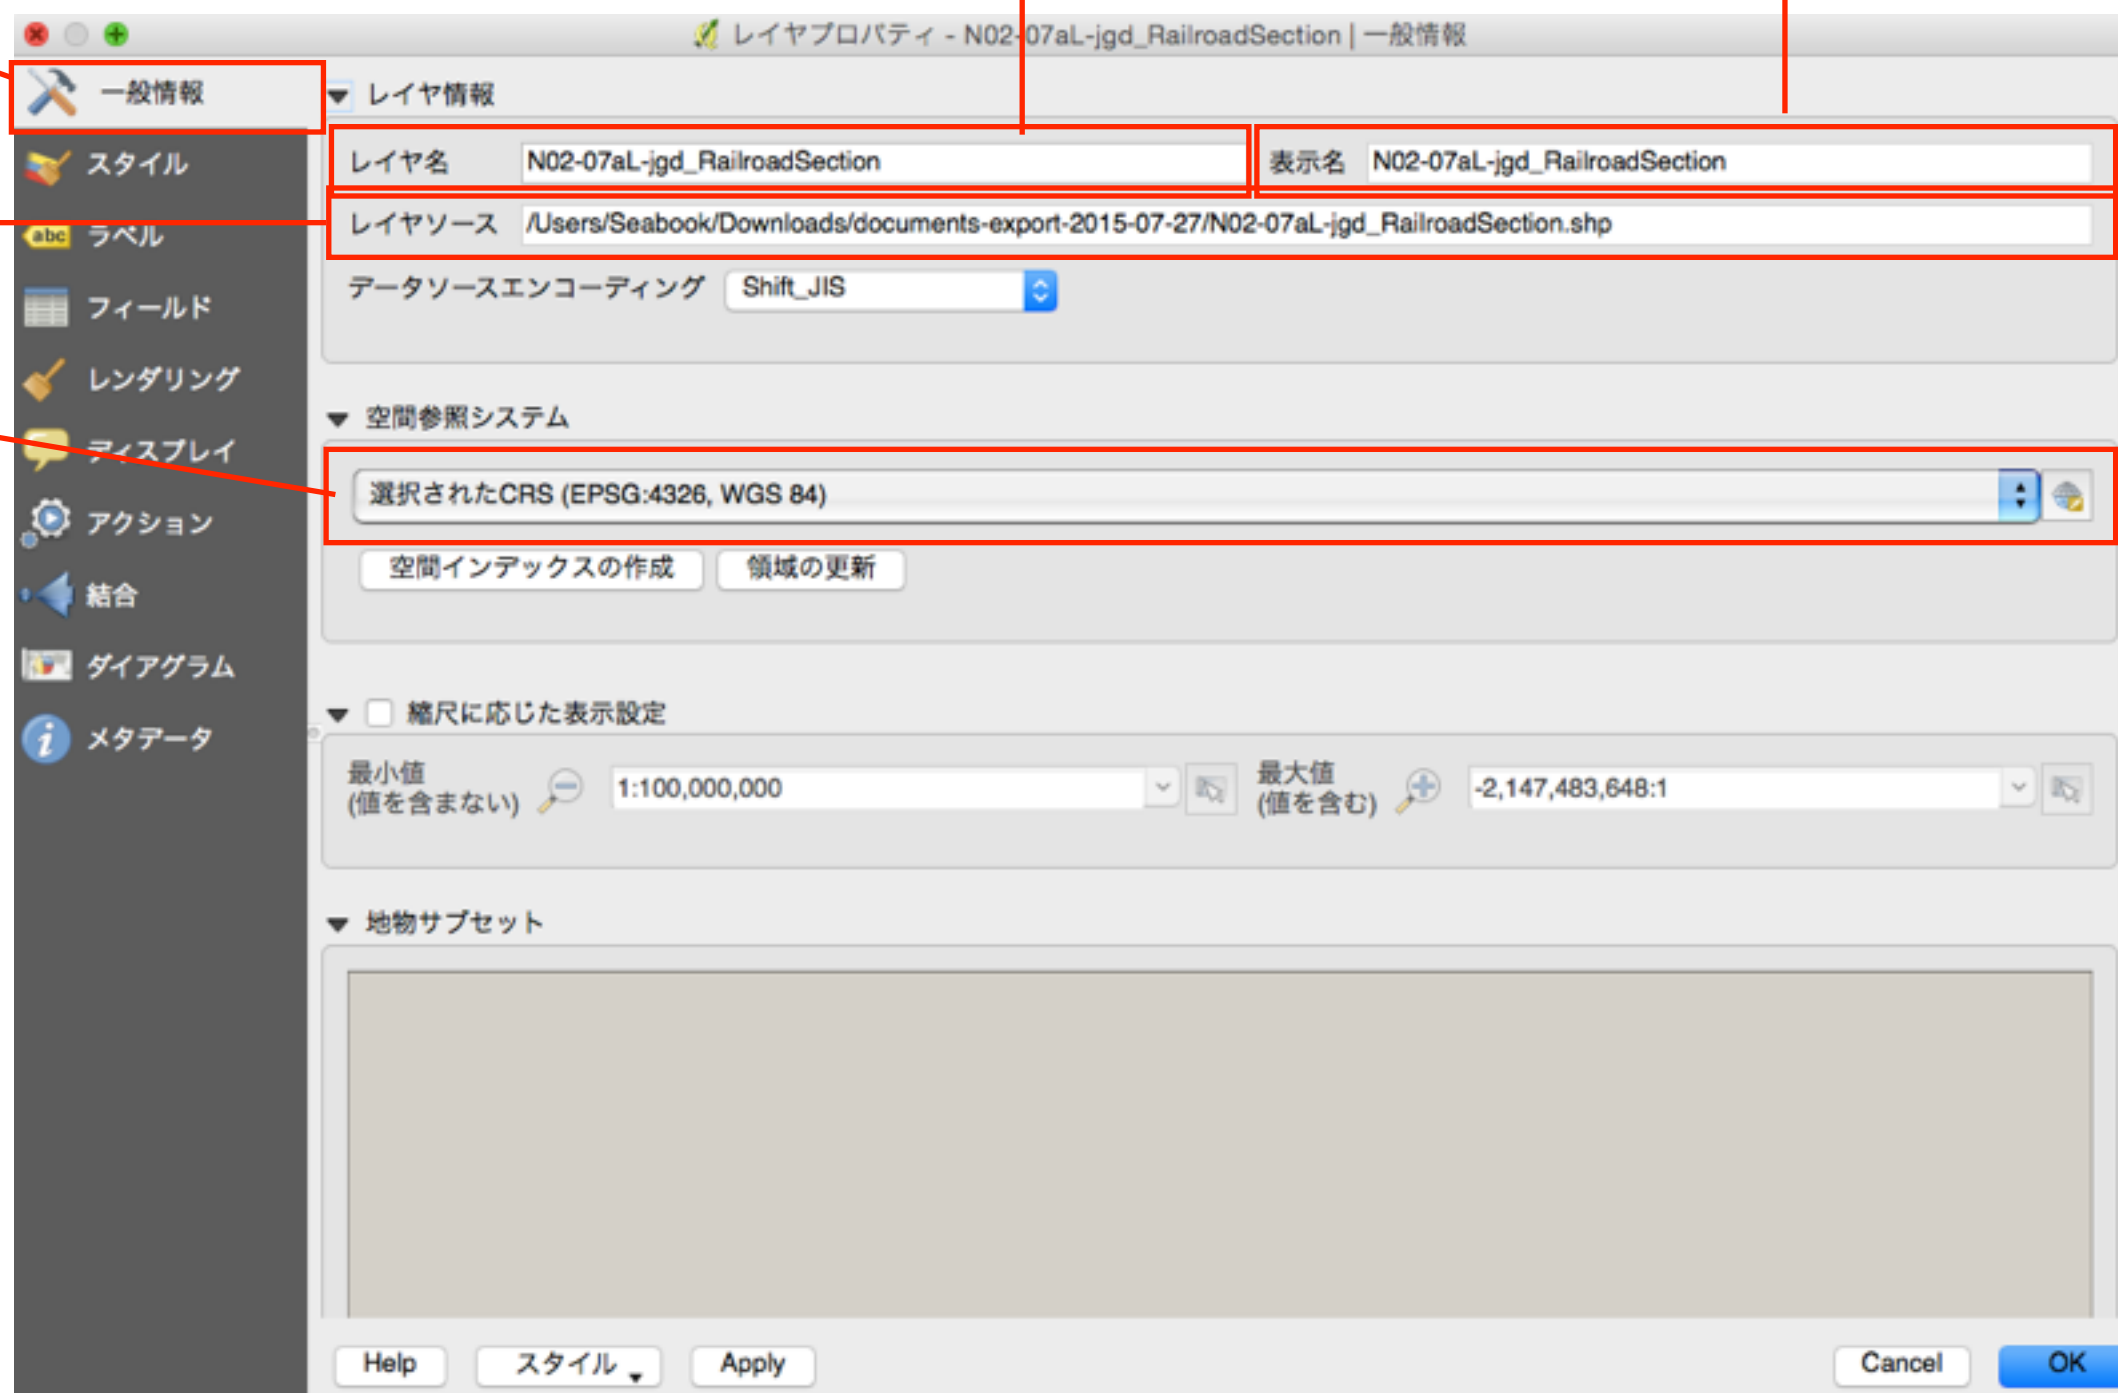 レイヤプロパティ - N02-07aL-jgd_RailroadSection | 一般情報
一般情報
スタイル
abc ラベル
フィールド
レンダリング
ディスプレイ
アクション
結合
ダイアグラム
メタデータ
レイヤ情報
レイヤ名 N02-07aL-jgd_RailroadSection 表示名 N02-07aL-jgd_RailroadSection
レイヤソース /Users/Seabook/Downloads/documents-export-2015-07-27/N02-07aL-jgd_RailroadSection.shp
データソースエンコーディング Shift_JIS
空間参照システム
選択されたCRS (EPSG:4326, WGS 84)
空間インデックスの作成 領域の更新
縮尺に応じた表示設定
最小値
(値を含まない) 1:100,000,000
最大値
(値を含む) -2,147,483,648:1
地物サブセット
Help スタイル Apply Cancel OK